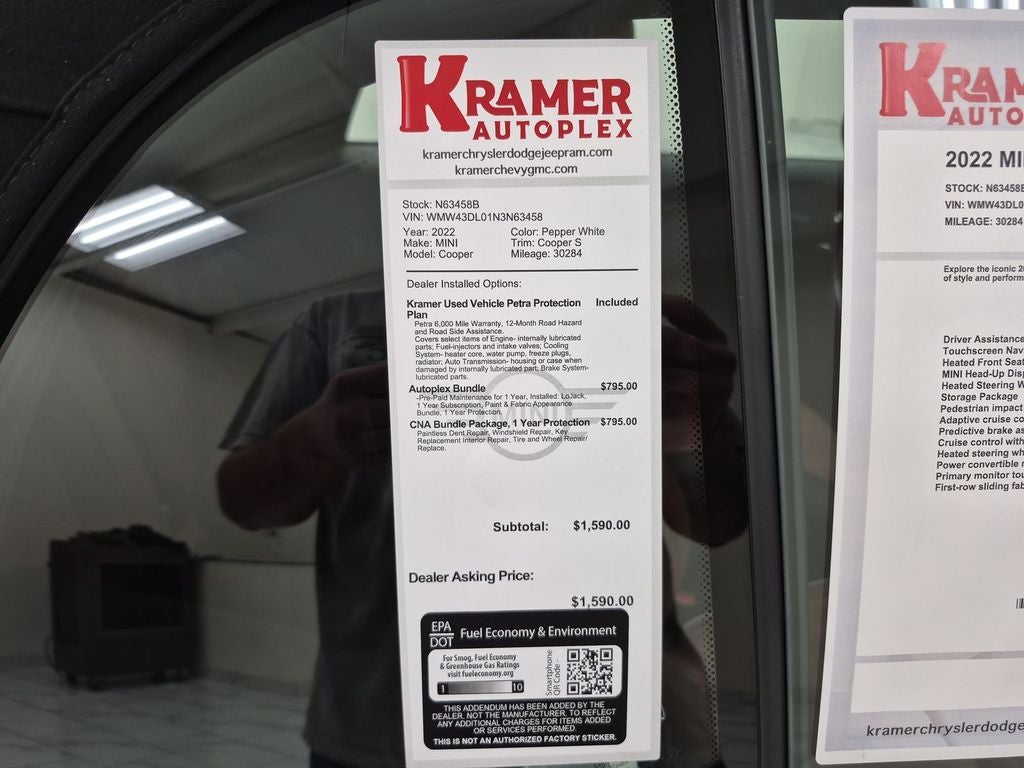 KRAMER
AUTOPLEX
kramerchryslerdodgejeepram.com
kramerchevygmc.com
Stock: N63458B
VIN: WMW43DL01N3N63458
Year: 2022 Color: Pepper White
Make: MINI Trim: Cooper S
Model: Cooper Mileage: 30284
Dealer Installed Options:
Kramer Used Vehicle Petra Protection Included
Plan
Petra 6,000 Mile Warranty, 12-Month Road Hazard
and Road Side Assistance.
Covers select items of Engine- internally lubricated
parts; Fuel-injectors and intake valves; Cooling
System- heater core, water pump, freeze plugs,
radiator; Auto Transmission- housing or case when
damaged by internally lubricated part; Brake System-
lubricated parts.
Autoplex Bundle $795.00
-Pre-Paid Maintenance for 1 Year, Installed: LoJack,
1 Year Subscription, Paint & Fabric Appearance
Bundle, 1 Year Protection.
CNA Bundle Package, 1 Year Protection $795.00
Paintless Dent Repair, Windshield Repair, Key
Replacement Interior Repair, Tire and Wheel Repair/
Replace.
MINI
Subtotal: $1,590.00
Dealer Asking Price:
$1,590.00
EPA
DOT Fuel Economy & Environment
For Smog, Fuel Economy
& Greenhouse Gas Ratings
visit fueleconomy.org
1 10
Smartphone
QR Code
THIS ADDENDUM HAS BEEN ADDED BY THE
DEALER, NOT THE MANUFACTURER, TO REFLECT
ANY ADDITIONAL CHARGES FOR ITEMS ADDED
OR SERVICES PERFORMED.
THIS IS NOT AN AUTHORIZED FACTORY STICKER.
KRAM
AUTO
2022 MI
STOCK: N63458B
VIN: WMW43DL0
MILEAGE: 30284
Explore the iconic 2
of style and perform
Driver Assistance
Touchscreen Nav
Heated Front Seat
MINI Head-Up Disp
Heated Steering W
Storage Package
Pedestrian impact
Adaptive cruise co
Predictive brake as
Cruise control with
Heated steering wh
Power convertible r
Primary monitor tou
First-row sliding fab
kramerchryslerdodge